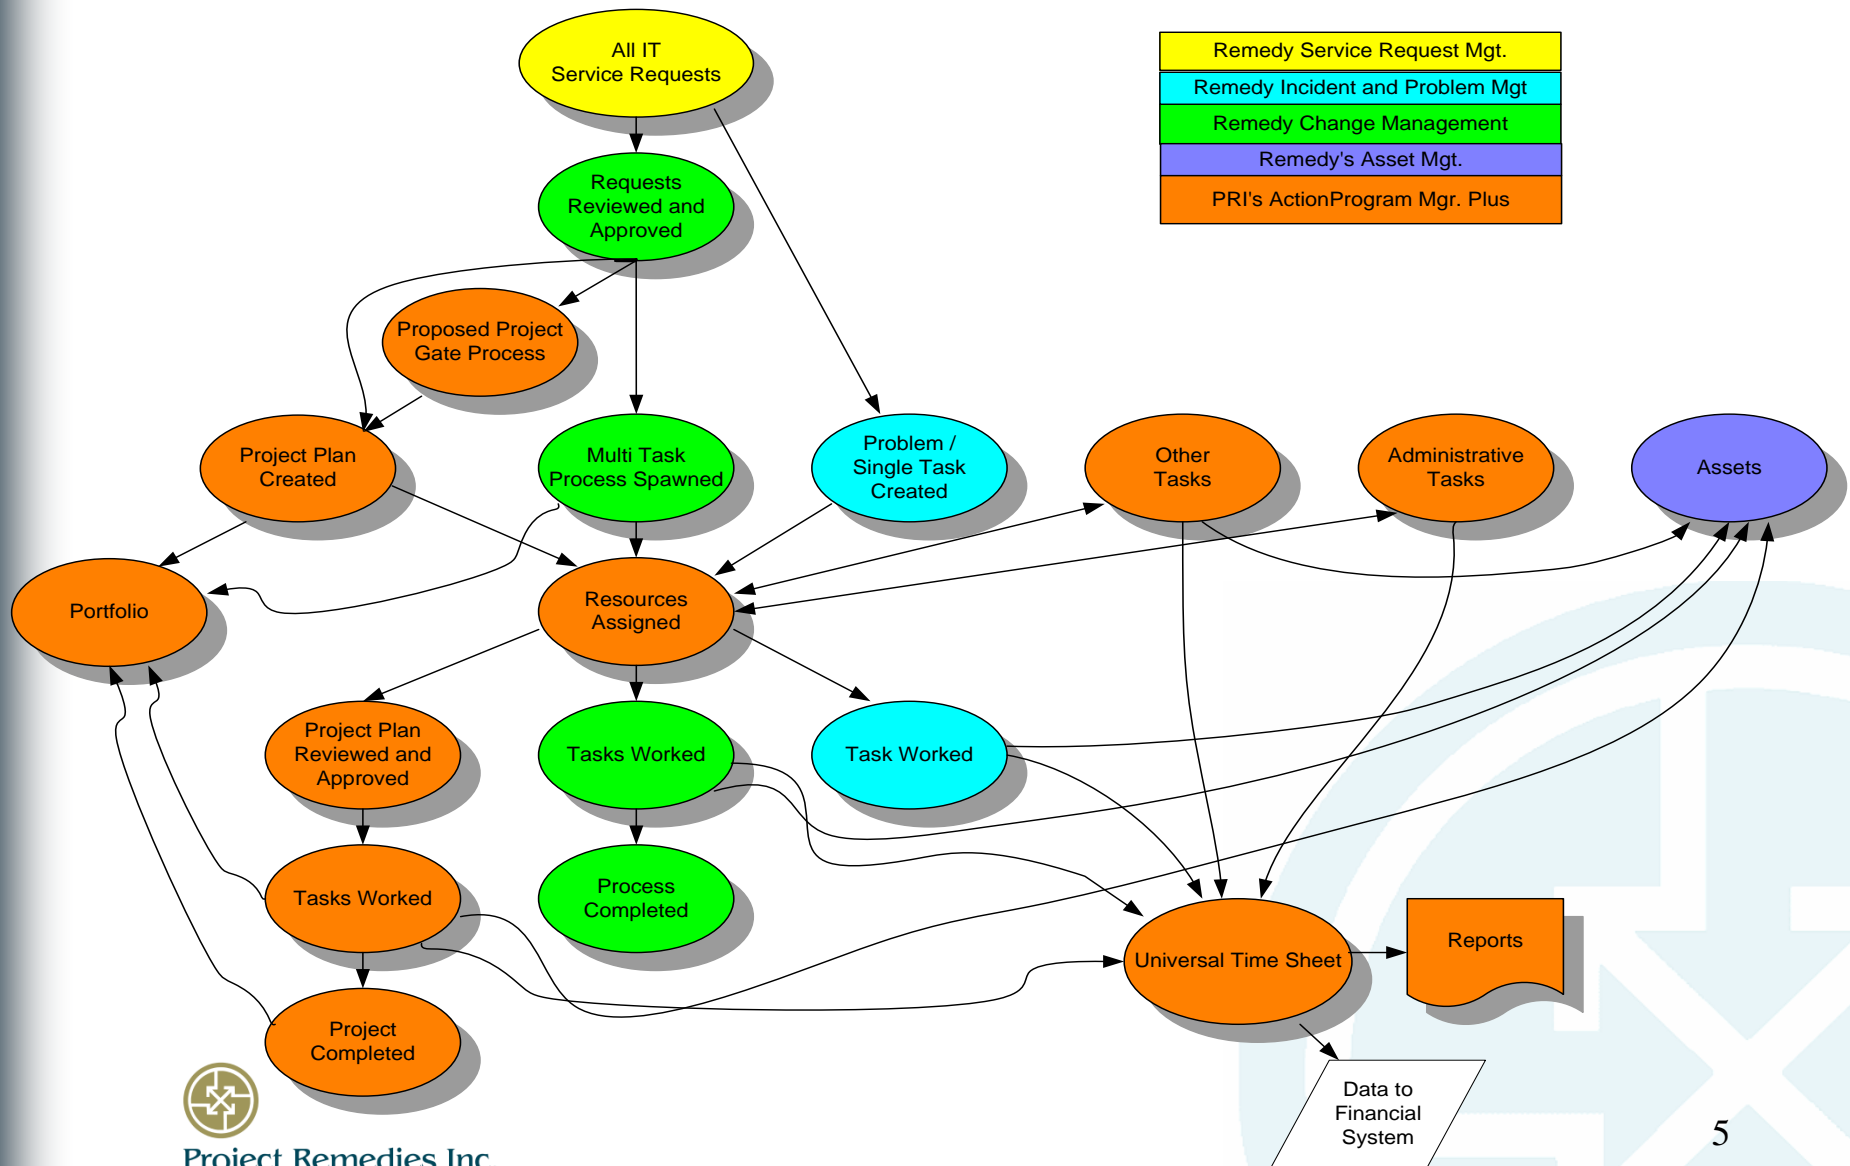 All IT
Service Requests
Remedy Service Request Mgt.
Remedy Incident and Problem Mgt
Remedy Change Management
Remedy's Asset Mgt.
PRI's ActionProgram Mgr. Plus
Requests
Reviewed and
Approved
Proposed Project
Gate Process
Project Plan
Created
Multi Task
Process Spawned
Problem /
Single Task
Created
Other
Tasks
Administrative
Tasks
Assets
Portfolio
Resources
Assigned
Project Plan
Reviewed and
Approved
Tasks Worked
Task Worked
Tasks Worked
Process
Completed
Universal Time Sheet
Reports
Project
Completed
Data to
Financial
System
Project Remedies Inc
5